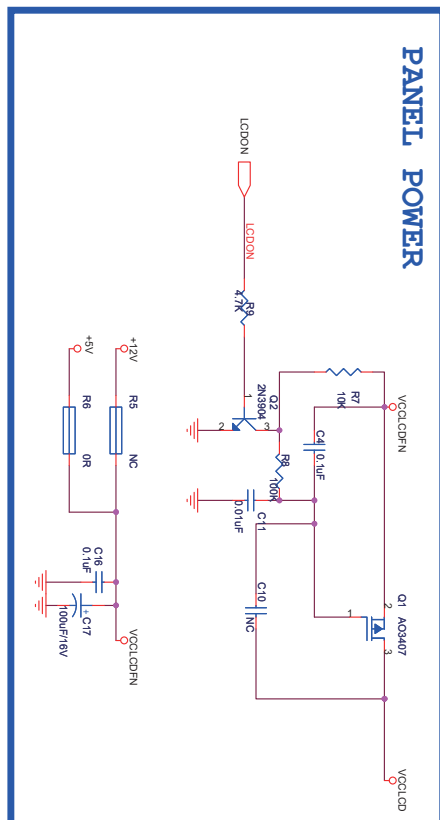 PANEL POWER
LCDON
LCDON
R9
4.7K
Q2
2N3904
1
2
3
R7
10K
R8
100K
VCCLCDFN
C4
0.1uF
C11
0.01uF
C10
NC
Q1
AO3407
1
2
3
VCCLCD
+12V
+5V
R5
NC
R6
0R
C16
0.1uF
+
C17
100uF/16V
VCCLCDFN